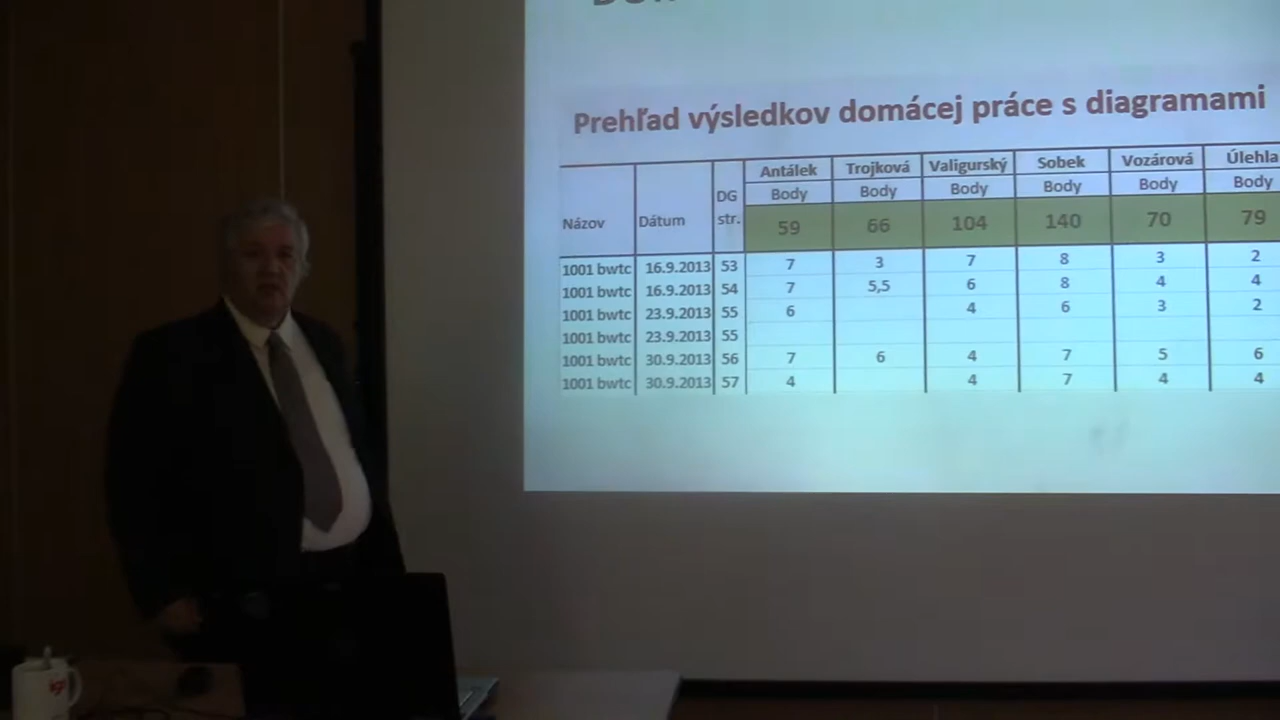 Prehľad výsledkov domácej práce s diagramami
Názov Dátum DG str. Antálek Trojková Valigurský Sobek Vozárová Úlehla
Body Body Body Body Body Body
59 66 104 140 70 79
1001 bwtc 16.9.2013 53 7 3 7 8 3 2
1001 bwtc 16.9.2013 54 7 5,5 6 8 4 4
1001 bwtc 23.9.2013 55 6 4 6 3 2
1001 bwtc 23.9.2013 55
1001 bwtc 30.9.2013 56 7 6 4 7 5 6
1001 bwtc 30.9.2013 57 4 4 7 4 4